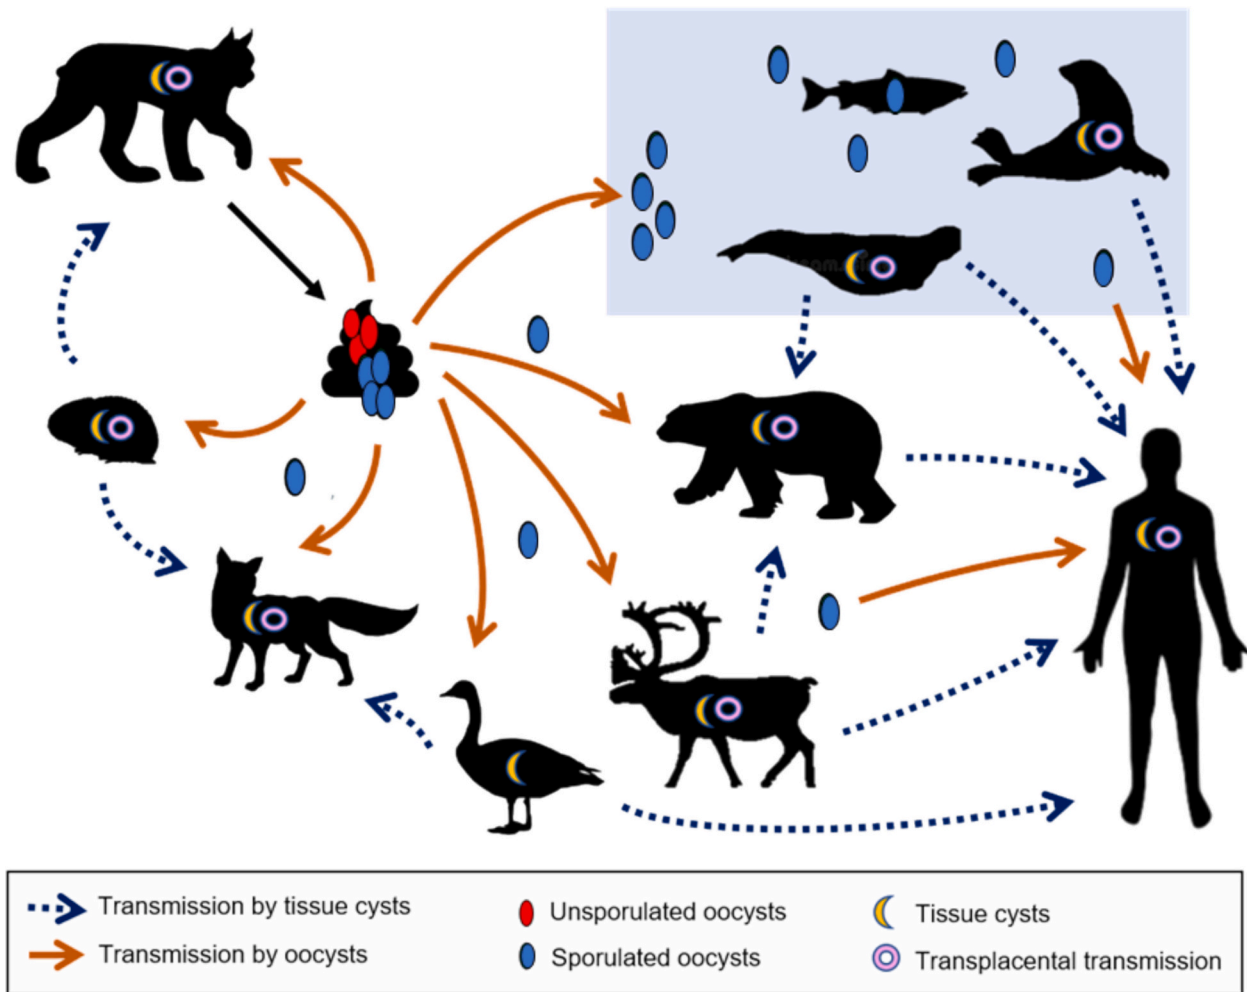 Transmission by tissue cysts
Unsporulated oocysts
Tissue cysts
Transmission by oocysts
Sporulated oocysts
Transplacental transmission